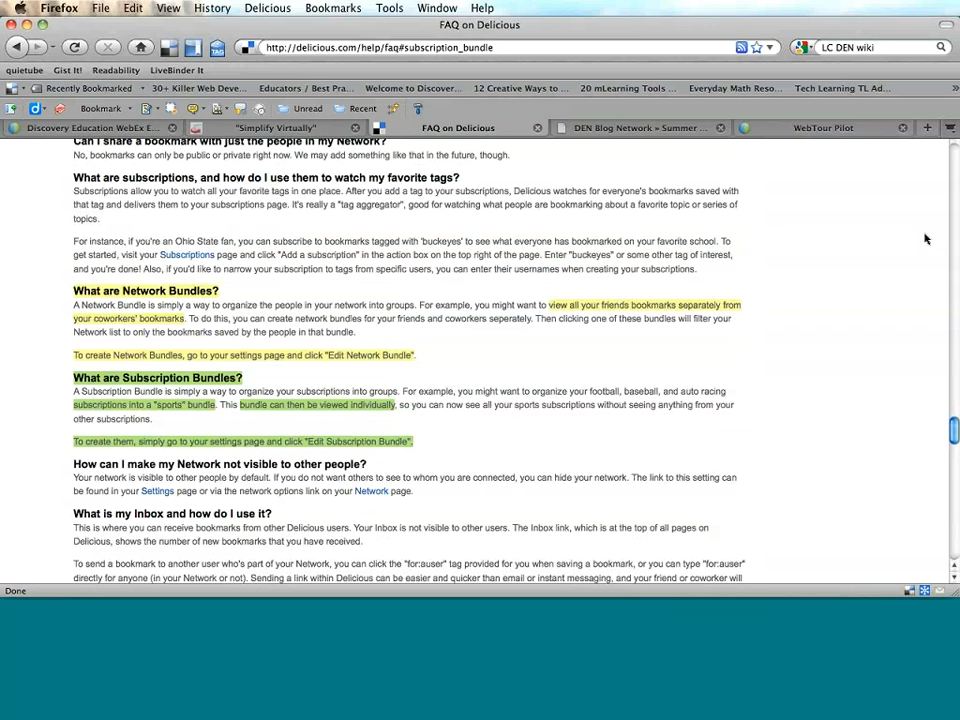 Firefox File Edit View History Delicious Bookmarks Tools Window Help
FAQ on Delicious
http://delicious.com/help/faq#subscription_bundle
LC DEN wiki
TAG
quietube Gist It! Readability LiveBinder It
Recently Bookmarked 30+ Killer Web Deve... Educators / Best Pra... Welcome to Discover... 12 Creative Ways to ... 20 mLearning Tools ... Everyday Math Reso... Tech Learning TL Ad... »
Bookmark Unread Recent
Discovery Education WebEx E... "Simplify Virtually" FAQ on Delicious DEN Blog Network » Summer ... WebTour Pilot
Can I share a bookmark with just the people in my Network?
No, bookmarks can only be public or private right now. We may add something like that in the future, though.
What are subscriptions, and how do I use them to watch my favorite tags?
Subscriptions allow you to watch all your favorite tags in one place. After you add a tag to your subscriptions, Delicious watches for everyone's bookmarks saved with
that tag and delivers them to your subscriptions page. It's really a "tag aggregator", good for watching what people are bookmarking about a favorite topic or series of
topics.
For instance, if you're an Ohio State fan, you can subscribe to bookmarks tagged with 'buckeyes' to see what everyone has bookmarked on your favorite school. To
get started, visit your Subscriptions page and click "Add a subscription" in the action box on the top right of the page. Enter "buckeyes" or some other tag of interest,
and you're done! Also, if you'd like to narrow your subscription to tags from specific users, you can enter their usernames when creating your subscriptions.
What are Network Bundles?
A Network Bundle is simply a way to organize the people in your network into groups. For example, you might want to view all your friends bookmarks separately from
your coworkers' bookmarks. To do this, you can create network bundles for your friends and coworkers seperately. Then clicking one of these bundles will filter your
Network list to only the bookmarks saved by the people in that bundle.
To create Network Bundles, go to your settings page and click "Edit Network Bundle".
What are Subscription Bundles?
A Subscription Bundle is simply a way to organize your subscriptions into groups. For example, you might want to organize your football, baseball, and auto racing
subscriptions into a "sports" bundle. This bundle can then be viewed individually, so you can now see all your sports subscriptions without seeing anything from your
other subscriptions.
To create them, simply go to your settings page and click "Edit Subscription Bundle".
How can I make my Network not visible to other people?
Your network is visible to other people by default. If you do not want others to see to whom you are connected, you can hide your network. The link to this setting can
be found in your Settings page or via the network options link on your Network page.
What is my Inbox and how do I use it?
This is where you can receive bookmarks from other Delicious users. Your Inbox is not visible to other users. The Inbox link, which is at the top of all pages on
Delicious, shows the number of new bookmarks that you have received.
To send a bookmark to another user who's part of your Network, you can click the "for:auser" tag provided for you when saving a bookmark, or you can type "for:auser"
directly for anyone (in your Network or not). Sending a link within Delicious can be easier and quicker than email or instant messaging, and your friend or coworker will
Done